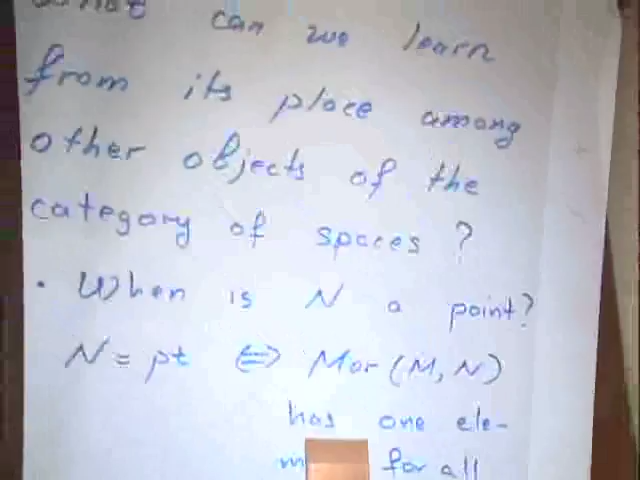 can we learn
from its place among
other objects of the
category of spaces ?
• When is N a point?
N = pt ⇔ Mor (M, N)
has one ele-
for all